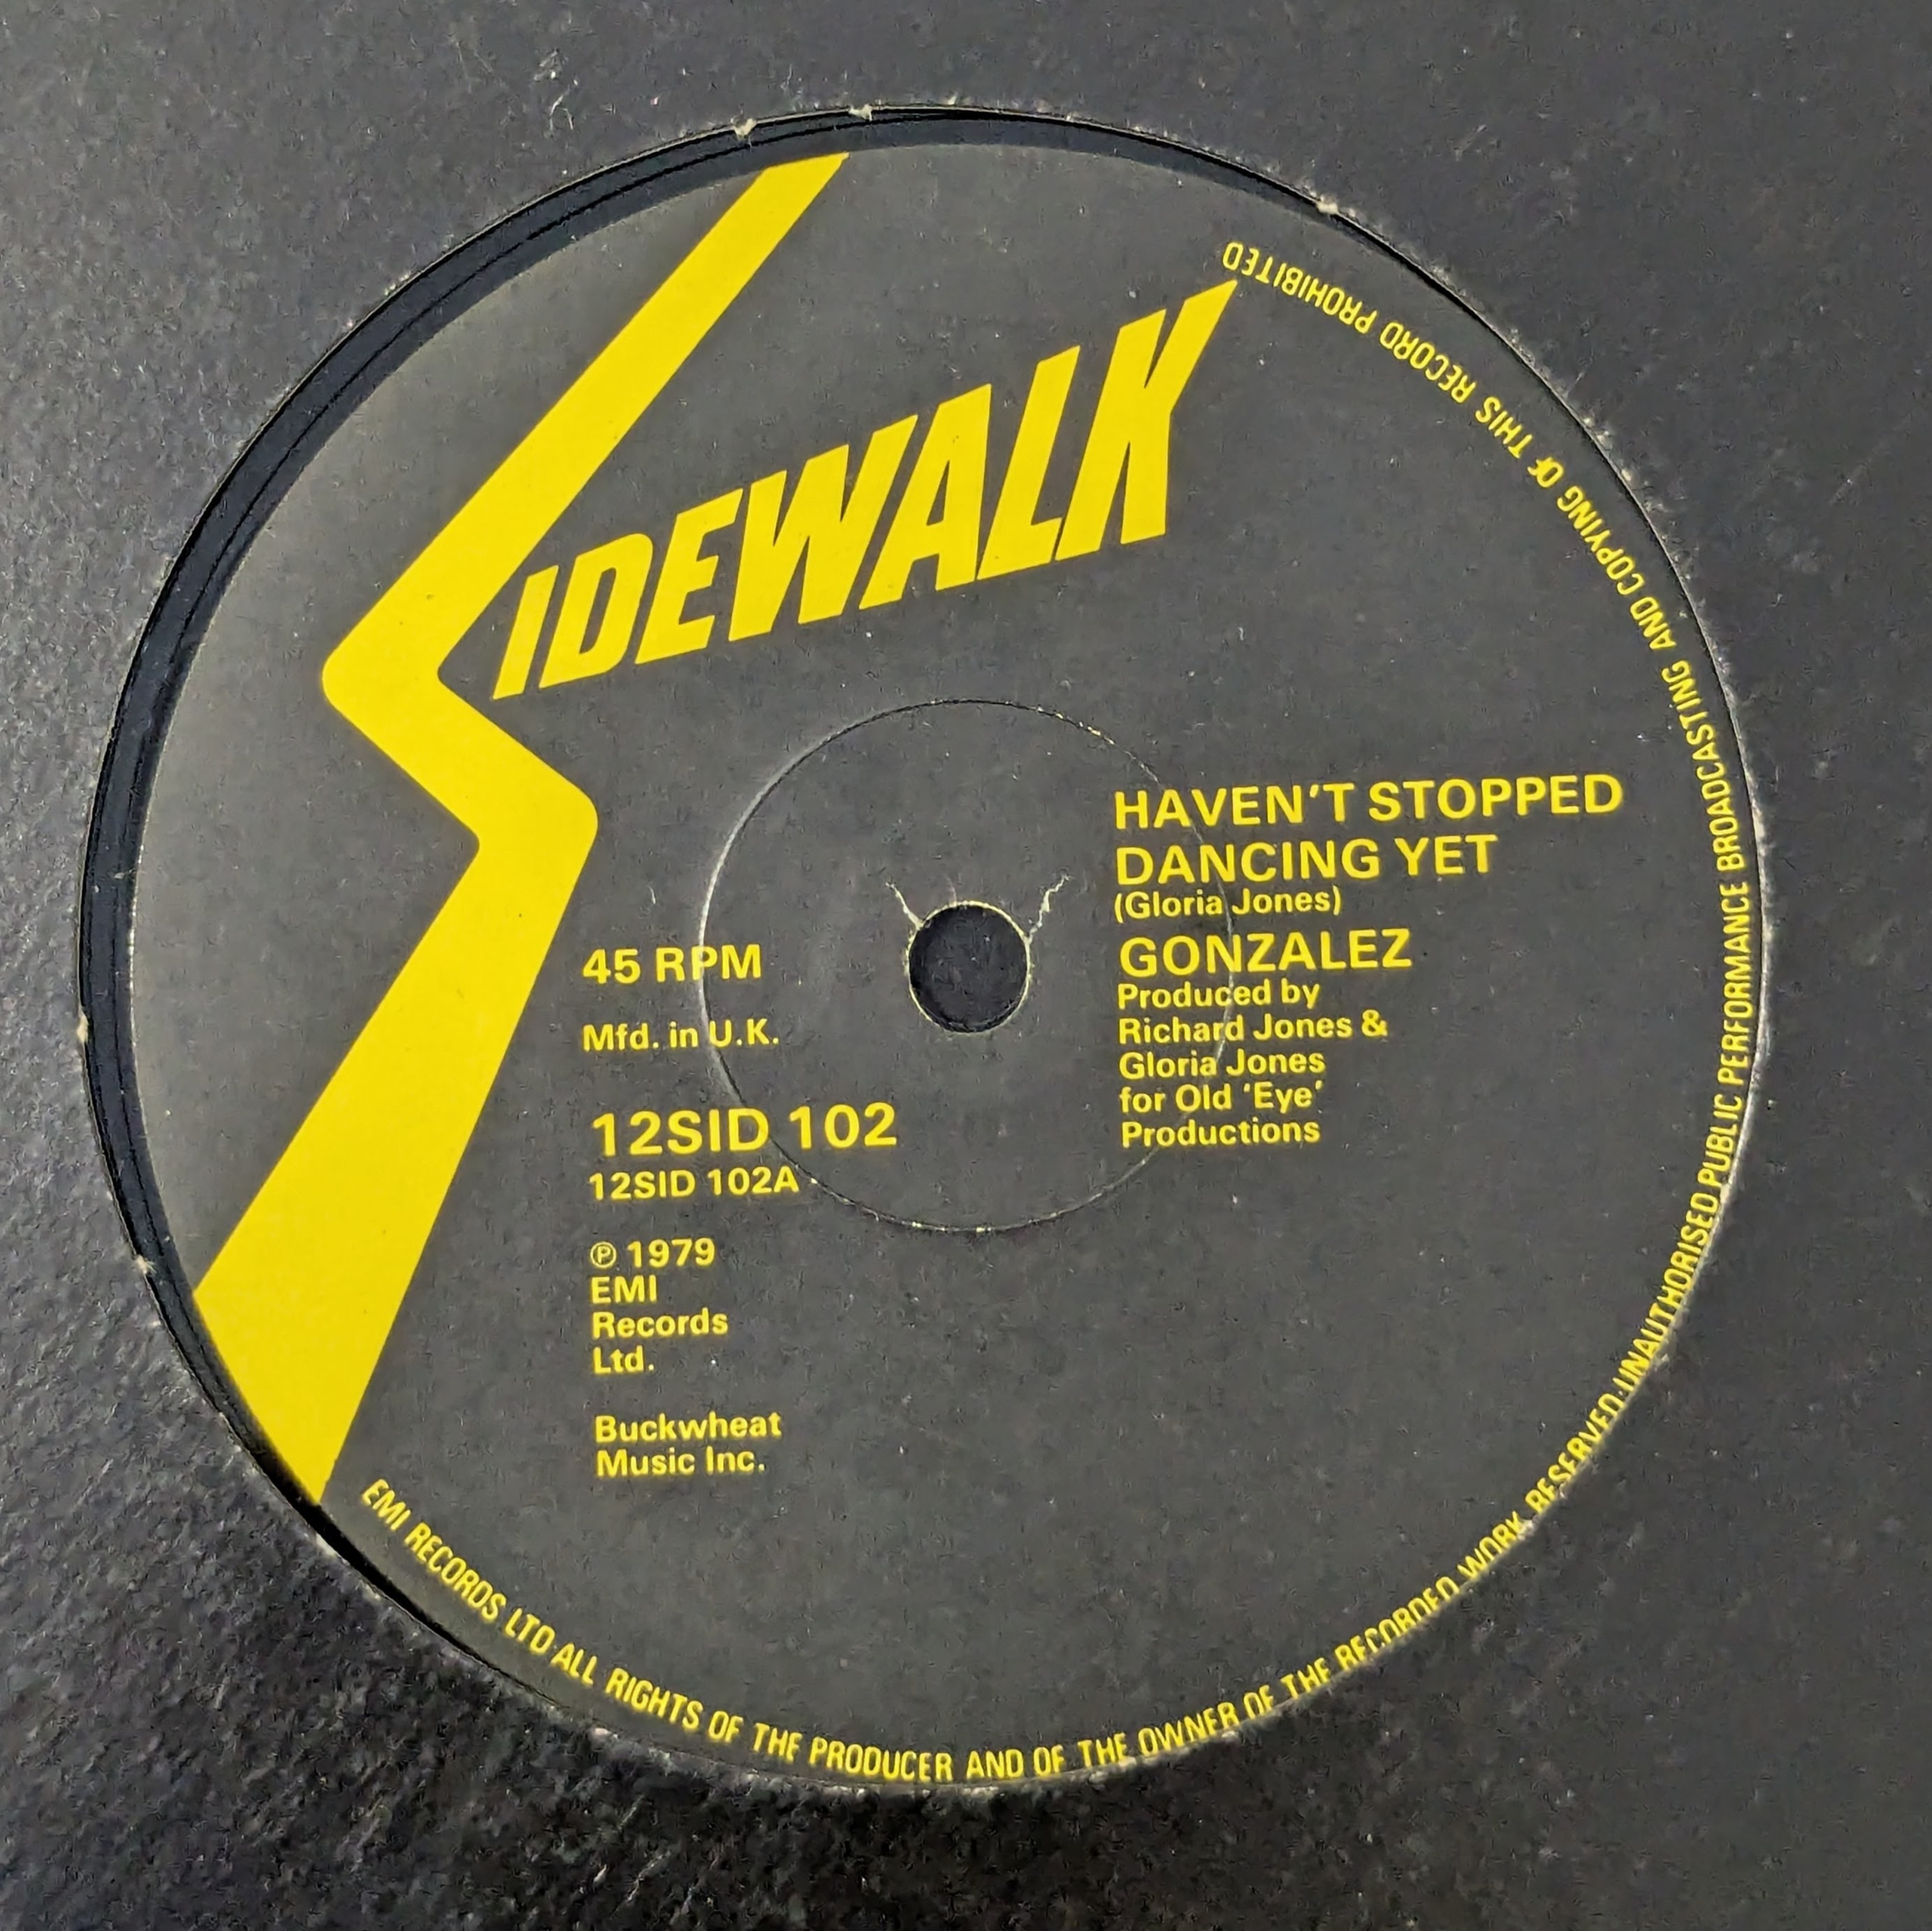 SIDEWALK
HAVEN'T STOPPED
DANCING YET
(Gloria Jones)
GONZALEZ
Produced by
Richard Jones &
Gloria Jones
for Old 'Eye'
Productions
45 RPM
Mfd. in U.K.
12SID 102
12SID 102A
℗ 1979
EMI
Records
Ltd.
Buckwheat
Music Inc.
EMI RECORDS LTD·ALL RIGHTS OF THE PRODUCER AND OF THE OWNER OF THE RECORDED WORK RESERVED·UNAUTHORISED PUBLIC PERFORMANCE BROADCASTING AND COPYING OF THIS RECORD PROHIBITED